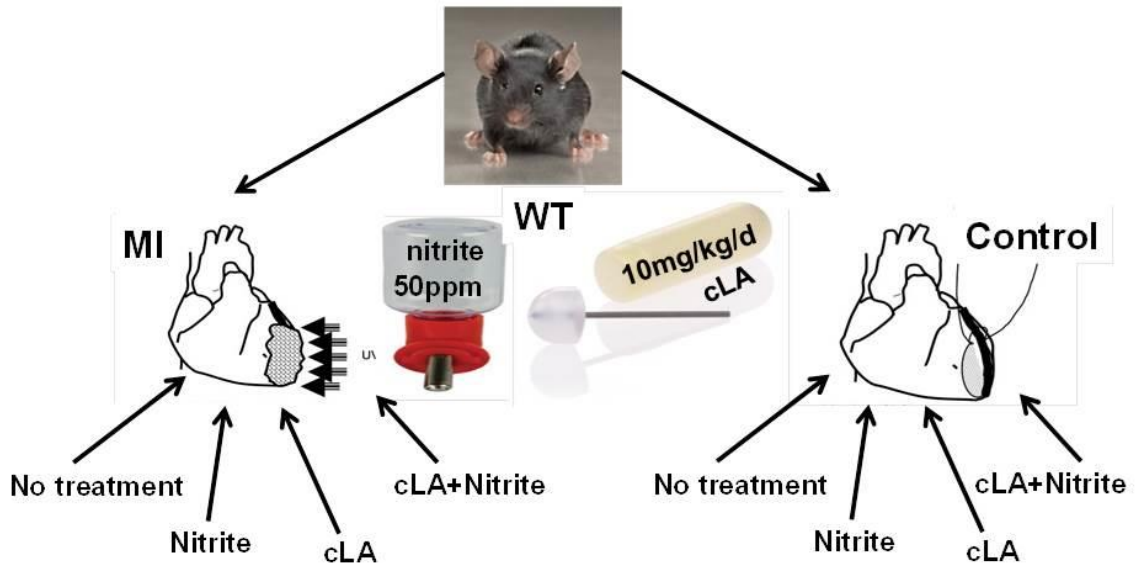 WT
MI
nitrite
50ppm
10mg/kg/d
cLA
Control
No treatment
Nitrite
cLA
cLA+Nitrite
No treatment
Nitrite
cLA
cLA+Nitrite